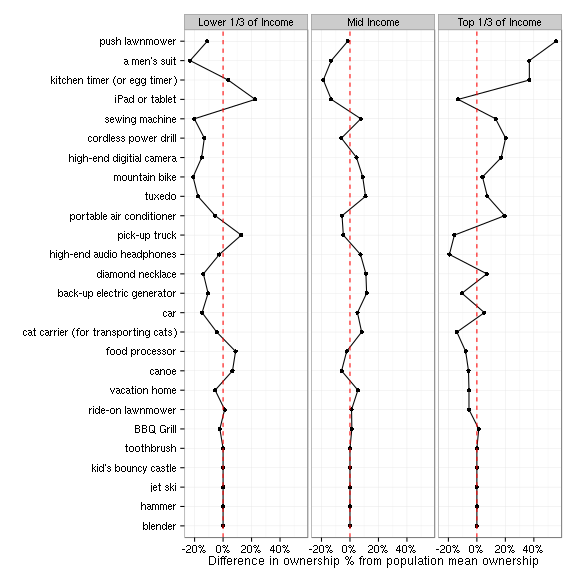 Lower 1/3 of Income Mid Income Top 1/3 of Income
push lawnmower
a men's suit
kitchen timer (or egg timer)
iPad or tablet
sewing machine
cordless power drill
high-end digitial camera
mountain bike
tuxedo
portable air conditioner
pick-up truck
high-end audio headphones
diamond necklace
back-up electric generator
car
cat carrier (for transporting cats)
food processor
canoe
vacation home
ride-on lawnmower
BBQ Grill
toothbrush
kid's bouncy castle
jet ski
hammer
blender
-20% 0% 20% 40% -20% 0% 20% 40% -20% 0% 20% 40%
Difference in ownership % from population mean ownership